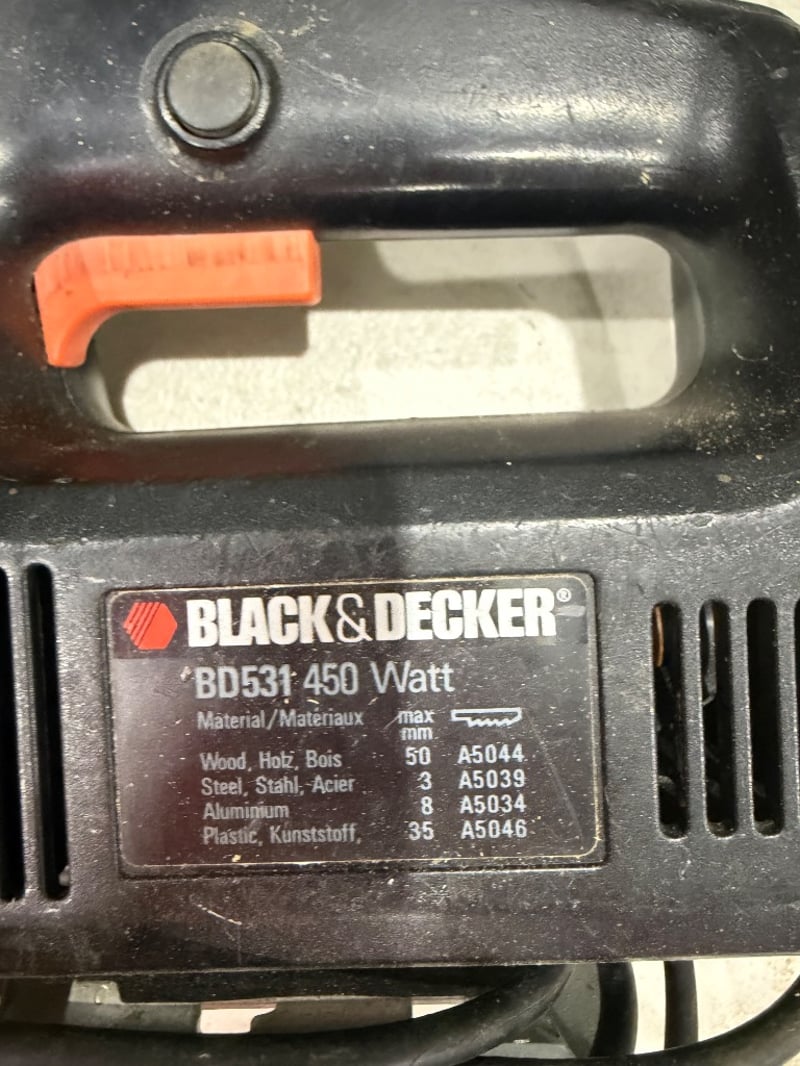 BLACK&DECKER®
BD531 450 Watt
Material/Materiaux max mm
Wood, Holz, Bois 50 A5044
Steel, Stahl, Acier 3 A5039
Aluminium 8 A5034
Plastic, Kunststoff, 35 A5046